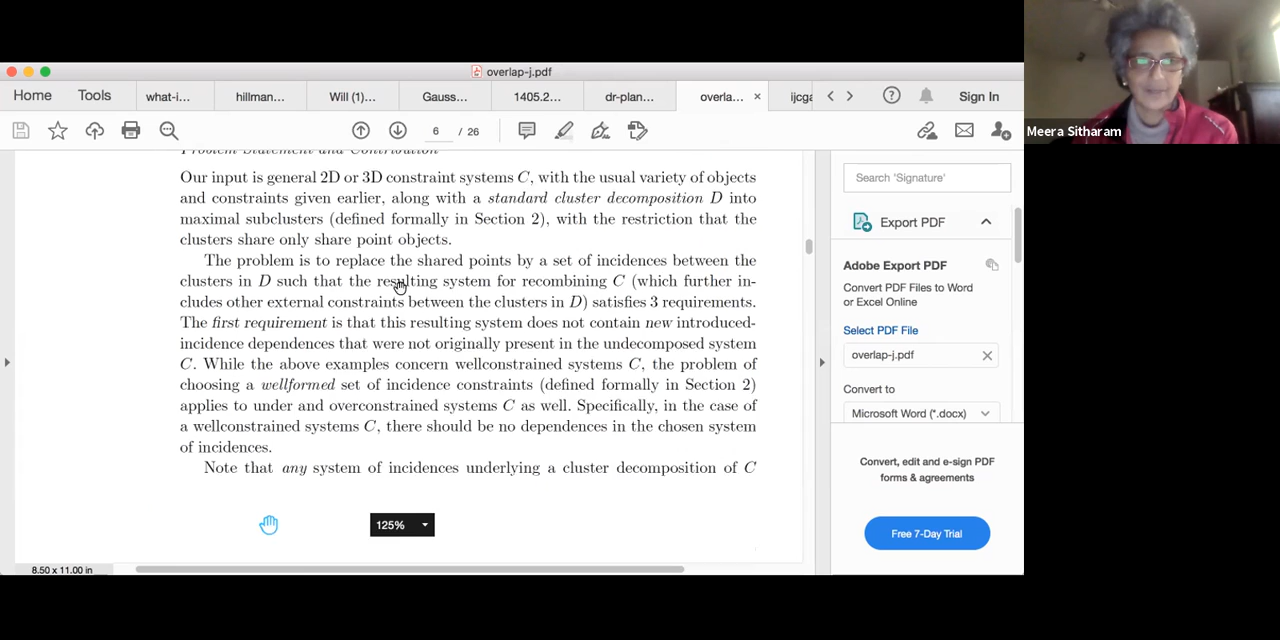 overlap-j.pdf
Home Tools what-i... hillman... Will (1)... Gauss... 1405.2... dr-plan... overla... × ijcga Sign In
6 / 26
Meera Sitharam
Problem Statement and Contribution
Our input is general 2D or 3D constraint systems C, with the usual variety of objects
and constraints given earlier, along with a standard cluster decomposition D into
maximal subclusters (defined formally in Section 2), with the restriction that the
clusters share only share point objects.
The problem is to replace the shared points by a set of incidences between the
clusters in D such that the resulting system for recombining C (which further in-
cludes other external constraints between the clusters in D) satisfies 3 requirements.
The first requirement is that this resulting system does not contain new introduced-
incidence dependences that were not originally present in the undecomposed system
C. While the above examples concern wellconstrained systems C, the problem of
choosing a wellformed set of incidence constraints (defined formally in Section 2)
applies to under and overconstrained systems C as well. Specifically, in the case of
a wellconstrained systems C, there should be no dependences in the chosen system
of incidences.
Note that any system of incidences underlying a cluster decomposition of C
125%
8.50 x 11.00 in
Search 'Signature'
Export PDF
Adobe Export PDF
Convert PDF Files to Word
or Excel Online
Select PDF File
overlap-j.pdf
Convert to
Microsoft Word (*.docx)
Convert, edit and e-sign PDF
forms & agreements
Free 7-Day Trial